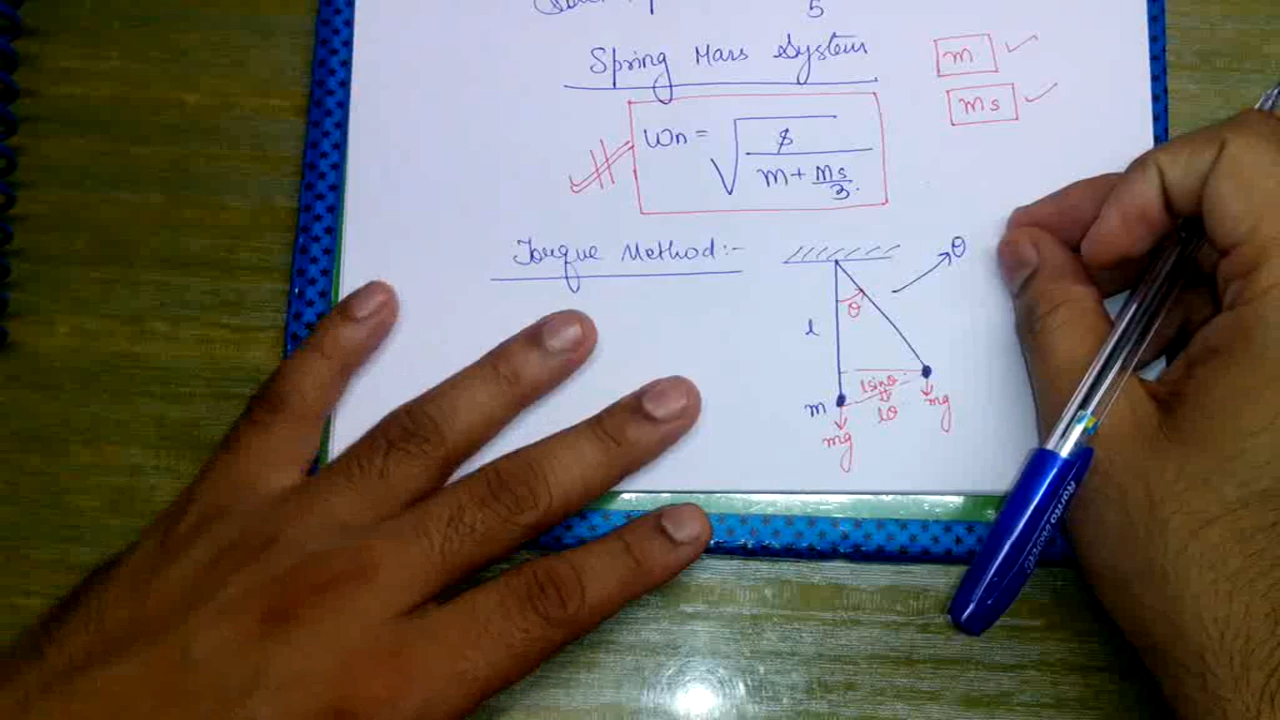 5
Spring Mass System
m
ms
Wn = √ $ / m + Ms/3
Torque Method:-
θ
θ
l
lsinθ
lθ
m
mg
mg